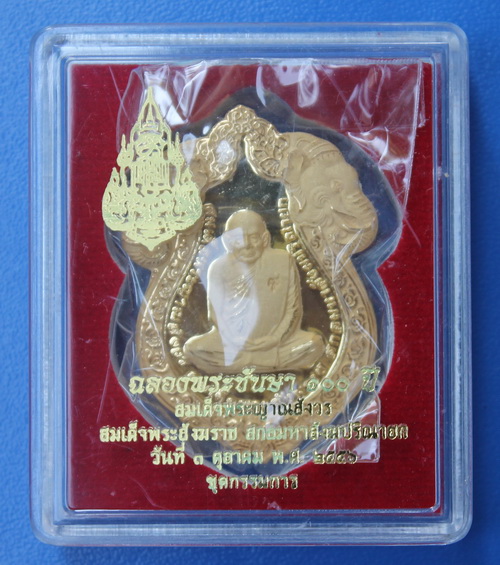 ฉลองพระชันษา ๑๐๐ ปี
สมเด็จพระญาณสังวร
สมเด็จพระสังฆราช สกลมหาสังฆปริณายก
วันที่ ๓ ตุลาคม พ.ศ. ๒๕๕๖
ชุดกรรมการ